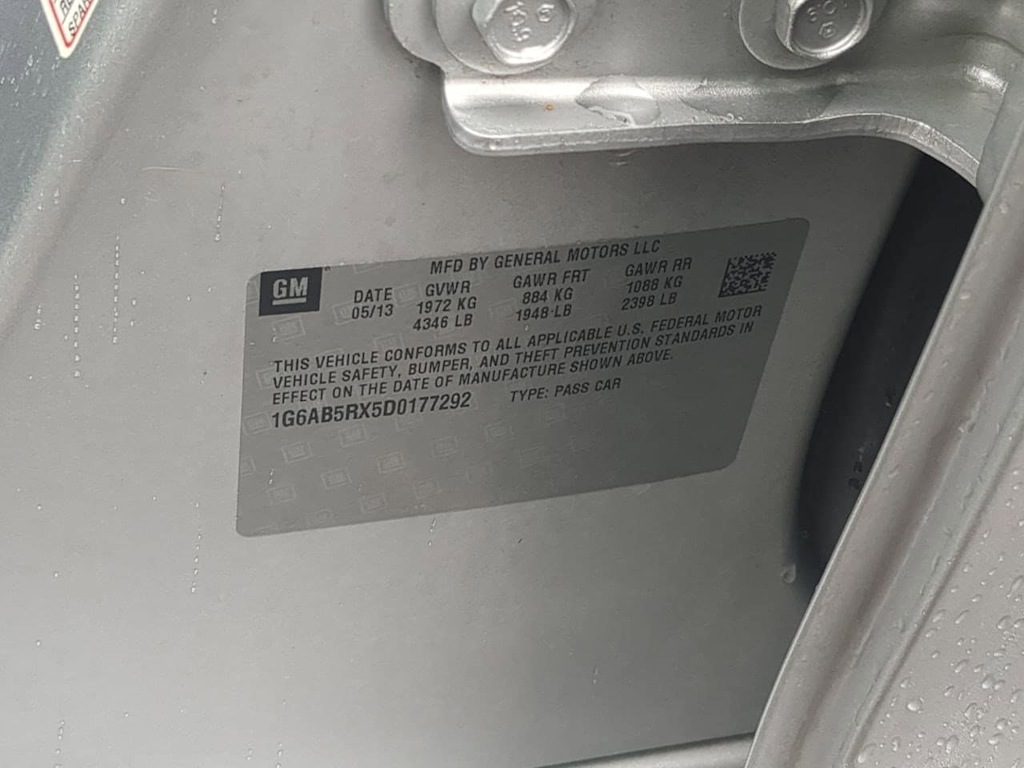 GM
MFD BY GENERAL MOTORS LLC
DATE GVWR GAWR FRT GAWR RR
05/13 1972 KG 884 KG 1088 KG
4346 LB 1948 LB 2398 LB
THIS VEHICLE CONFORMS TO ALL APPLICABLE U.S. FEDERAL MOTOR
VEHICLE SAFETY, BUMPER, AND THEFT PREVENTION STANDARDS IN
EFFECT ON THE DATE OF MANUFACTURE SHOWN ABOVE.
1G6AB5RX5D0177292 TYPE: PASS CAR